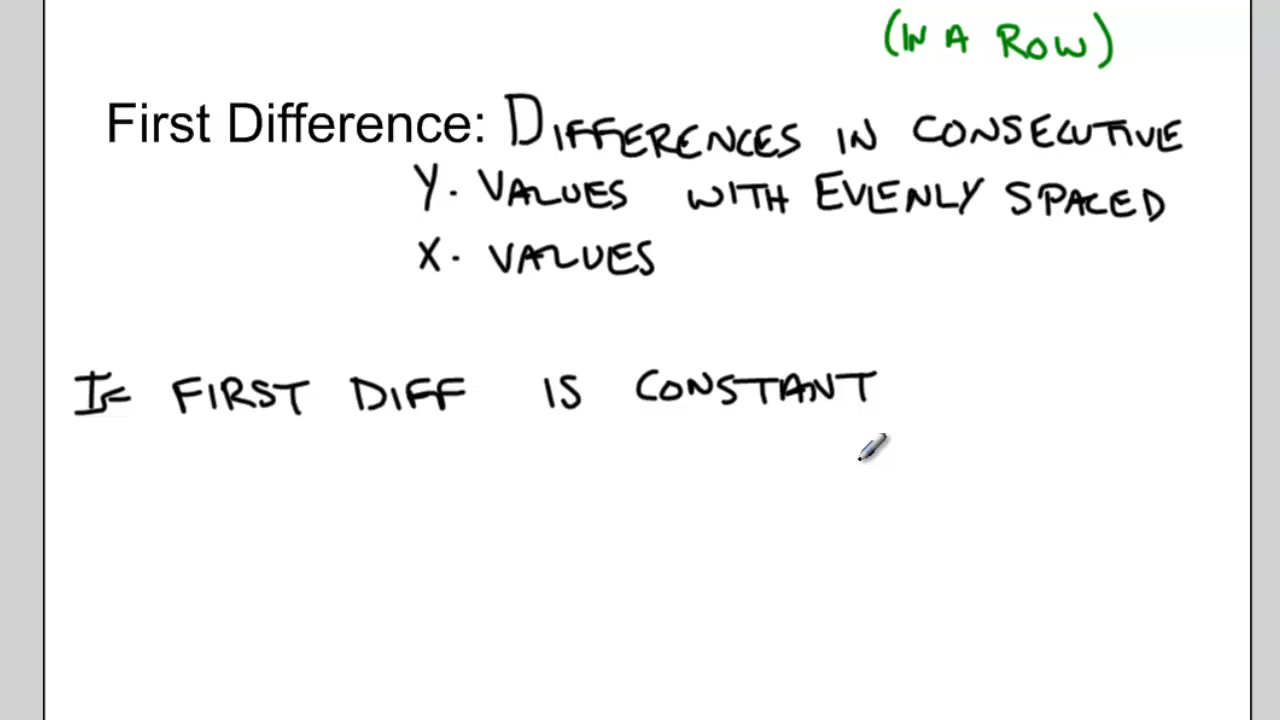 (IN A ROW)
First Difference: DIFFERENCES IN CONSECUTIVE
Y-VALUES WITH EVENLY SPACED
X-VALUES
IF FIRST DIFF IS CONSTANT